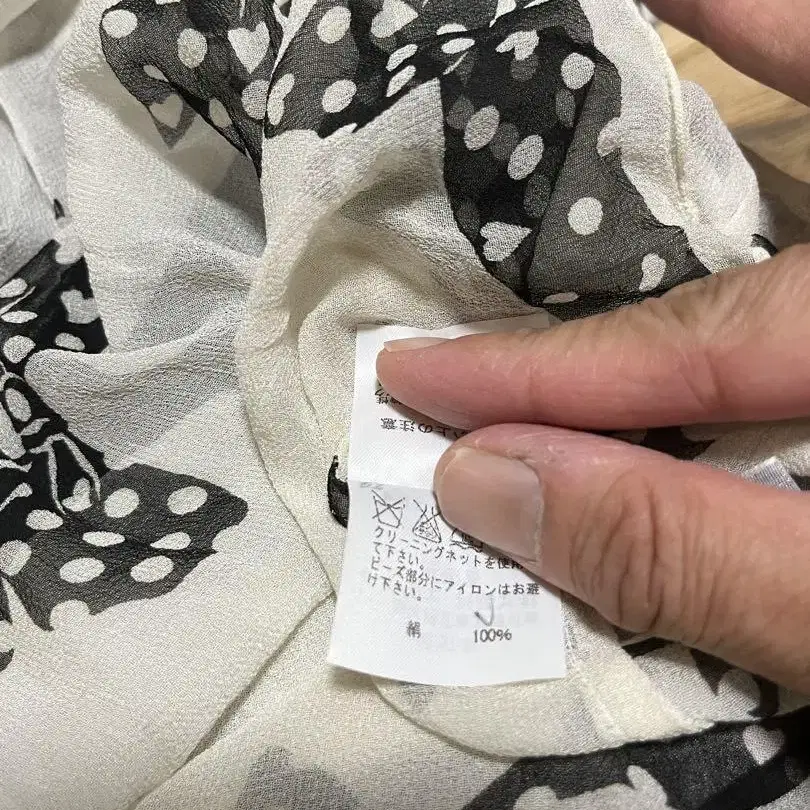 上の注意
クリーニングネットを使用
て下さい。
ビーズ部分にアイロンはお避
け下さい。
絹 100%